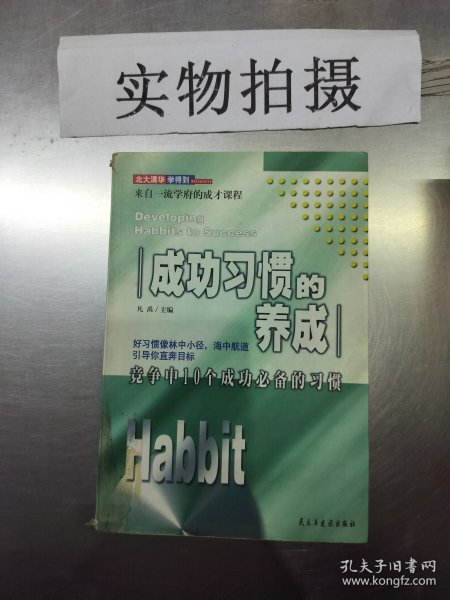 实物拍摄
北大清华 学得到
来自一流学府的成才课程
Developing
Habbits to Success
成功习惯的
养成
凡禹/主编
好习惯像林中小径、海中航道
引导你直奔目标
竞争中10个成功必备的习惯
Habbit
民主与建设出版社
孔夫子旧书网
www.kongfz.com